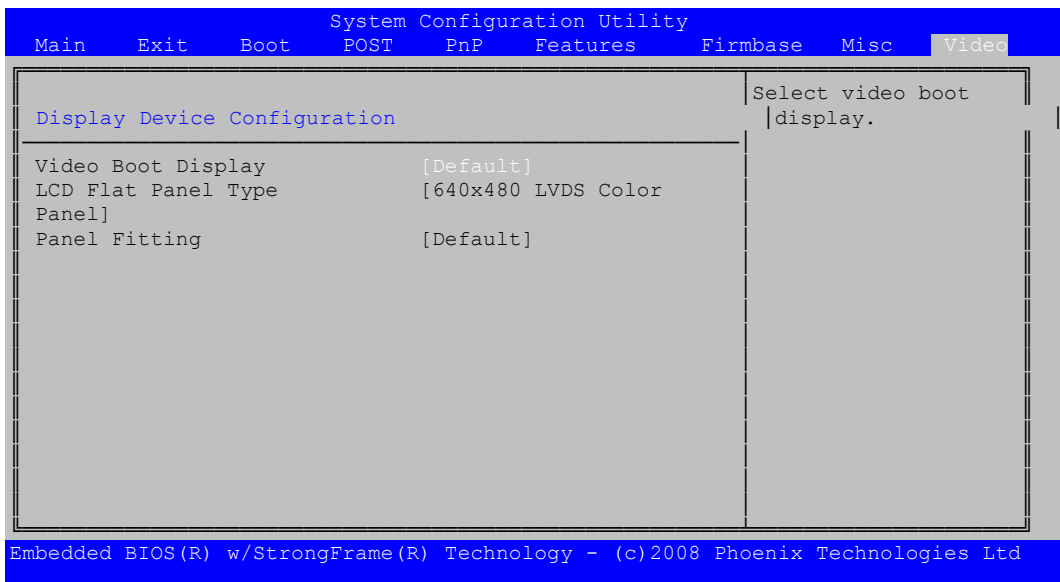 System Configuration Utility
Main Exit Boot POST PnP Features Firmbase Misc Video
Select video boot
Display Device Configuration |display. |
Video Boot Display [Default]
LCD Flat Panel Type [640x480 LVDS Color
Panel]
Panel Fitting [Default]
Embedded BIOS(R) w/StrongFrame(R) Technology - (c)2008 Phoenix Technologies Ltd